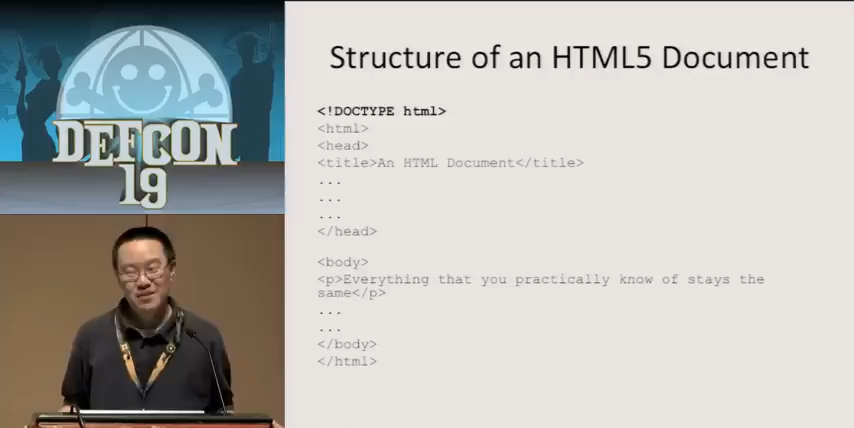 DEFCON
19
Structure of an HTML5 Document
<!DOCTYPE html>
<html>
<head>
<title>An HTML Document</title>
...
...
...
</head>
<body>
<p>Everything that you practically know of stays the
same</p>
...
...
</body>
</html>